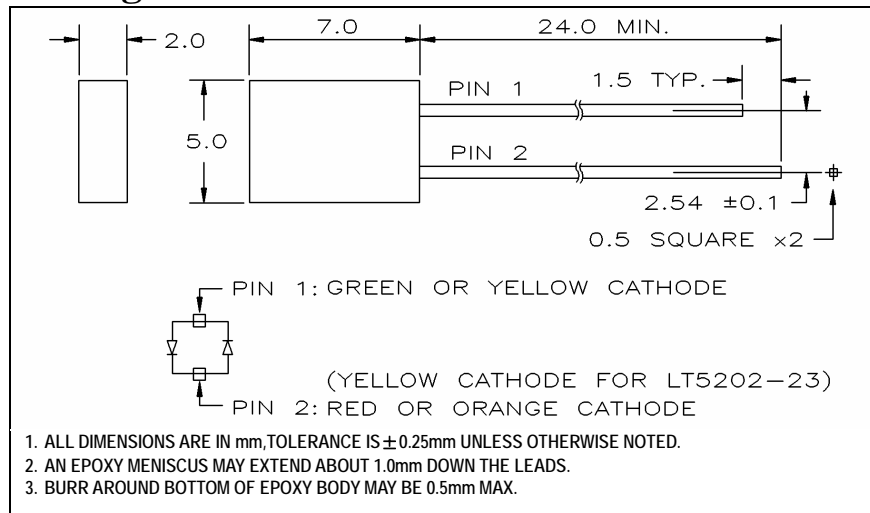 2.0
7.0
24.0 MIN.
1.5 TYP.
PIN 1
5.0
PIN 2
2.54 ±0.1
0.5 SQUARE x2
PIN 1: GREEN OR YELLOW CATHODE
(YELLOW CATHODE FOR LT5202-23)
PIN 2: RED OR ORANGE CATHODE
1. ALL DIMENSIONS ARE IN mm,TOLERANCE IS ±0.25mm UNLESS OTHERWISE NOTED.
2. AN EPOXY MENISCUS MAY EXTEND ABOUT 1.0mm DOWN THE LEADS.
3. BURR AROUND BOTTOM OF EPOXY BODY MAY BE 0.5mm MAX.